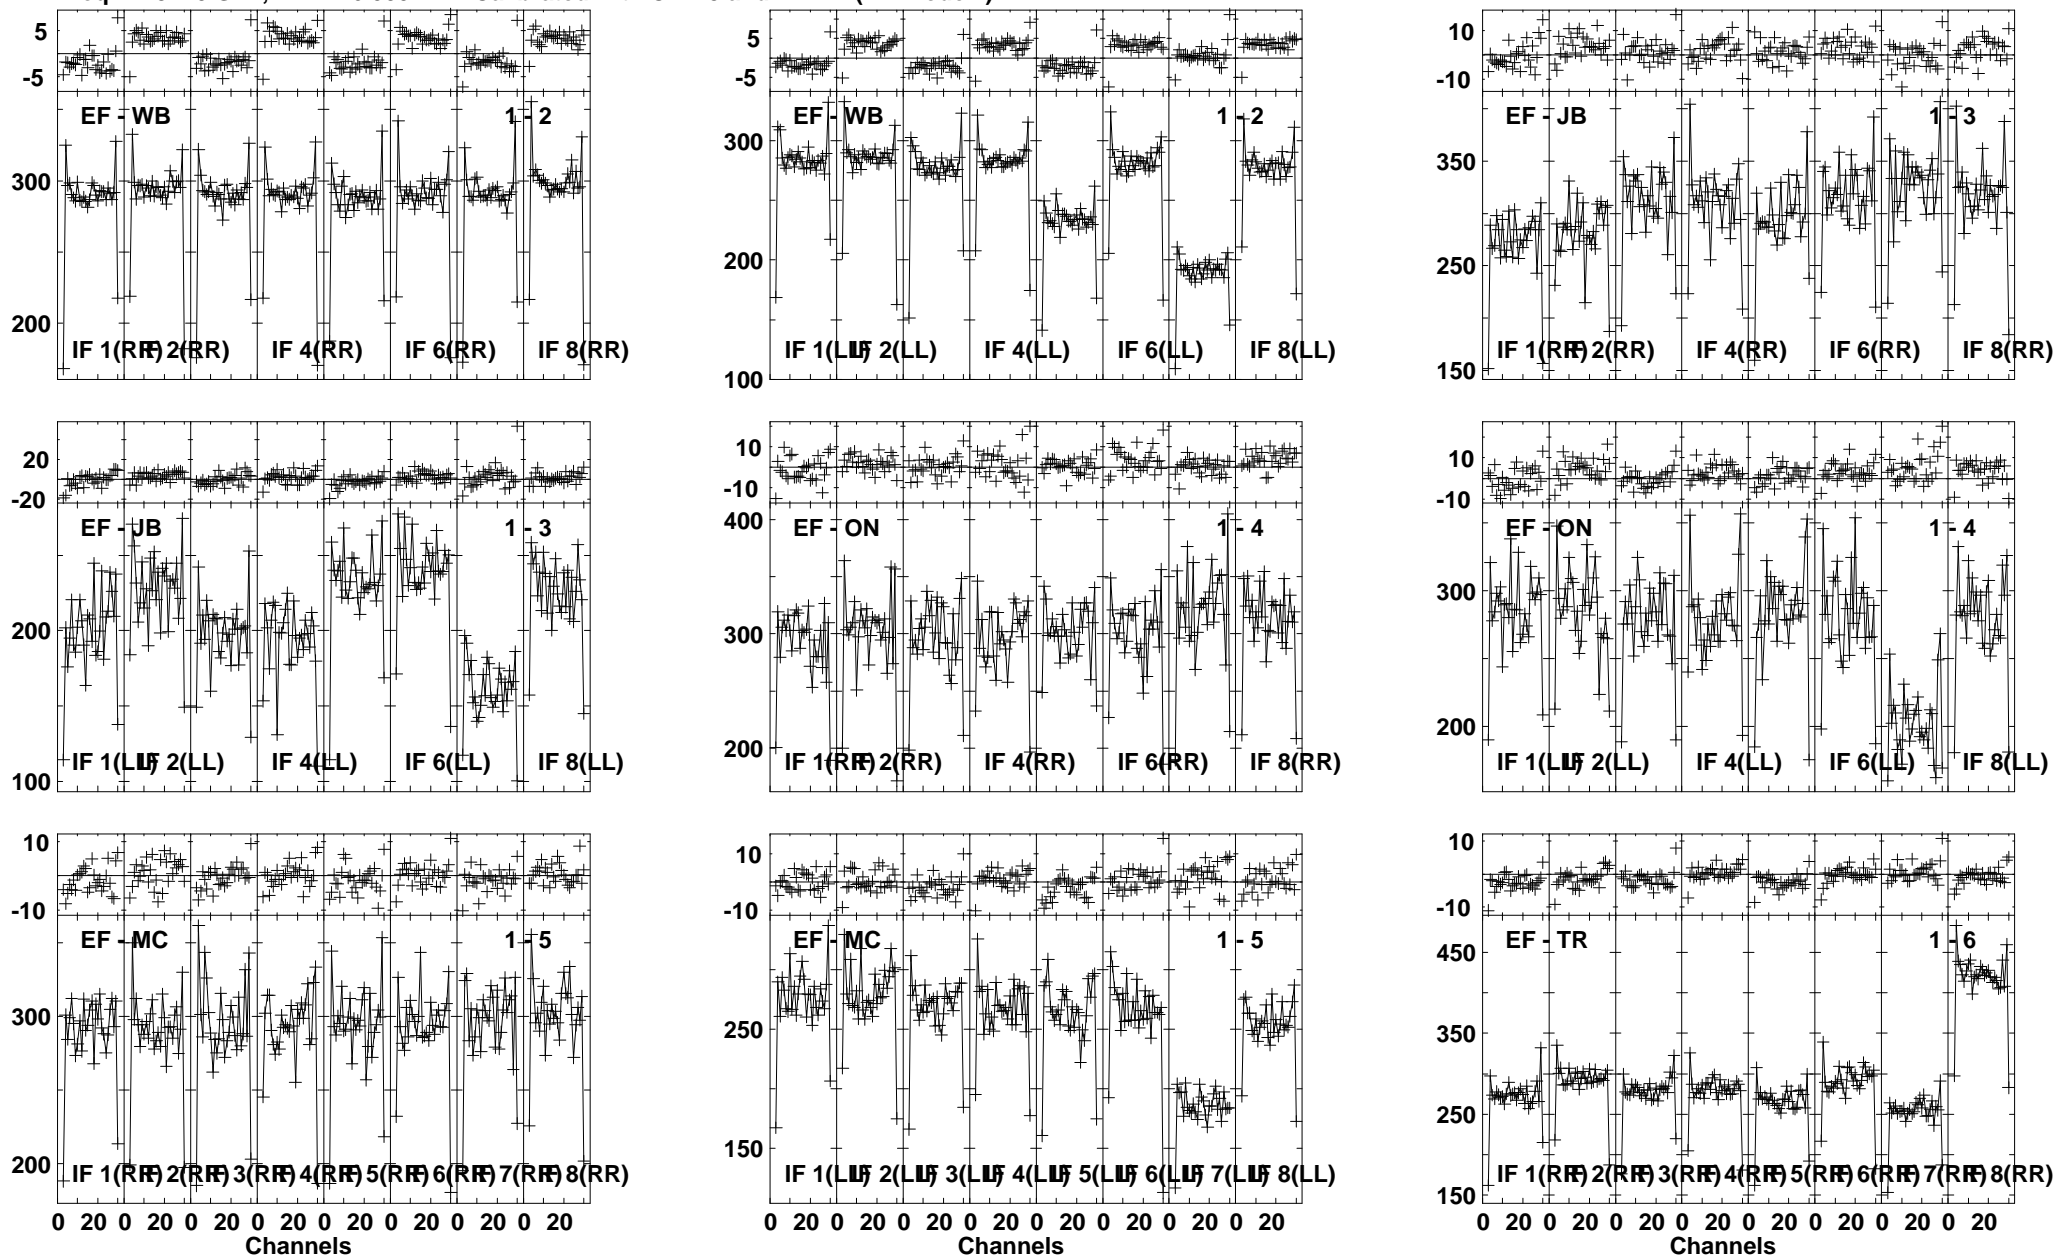 5
-5
EF - WB
1 - 2
300
200
IF 1(RR) IF 2(RR) IF 4(RR) IF 6(RR) IF 8(RR)
5
-5
EF - WB
1 - 2
300
200
100
IF 1(LL) IF 2(LL) IF 4(LL) IF 6(LL) IF 8(LL)
10
-10
EF - JB
1 - 3
350
250
150
IF 1(RR) IF 2(RR) IF 4(RR) IF 6(RR) IF 8(RR)
20
-20
EF - JB
1 - 3
200
100
IF 1(LL) IF 2(LL) IF 4(LL) IF 6(LL) IF 8(LL)
10
-10
400
EF - ON
1 - 4
300
200
IF 1(RR) IF 2(RR) IF 4(RR) IF 6(RR) IF 8(RR)
10
-10
EF - ON
1 - 4
300
200
IF 1(LL) IF 2(LL) IF 4(LL) IF 6(LL) IF 8(LL)
10
-10
EF - MC
1 - 5
300
200
IF 1(RR) IF 2(RR) IF 3(RR) IF 4(RR) IF 5(RR) IF 6(RR) IF 7(RR) IF 8(RR)
0 20 0 20 0 20 0 20 0 20 0 20 0 20 0 20
Channels
10
-10
EF - MC
1 - 5
250
150
IF 1(LL) IF 2(LL) IF 3(LL) IF 4(LL) IF 5(LL) IF 6(LL) IF 7(LL) IF 8(LL)
0 20 0 20 0 20 0 20 0 20 0 20 0 20 0 20
Channels
10
-10
EF - TR
1 - 6
450
350
250
150
IF 1(RR) IF 2(RR) IF 3(RR) IF 4(RR) IF 5(RR) IF 6(RR) IF 7(RR) IF 8(RR)
0 20 0 20 0 20 0 20 0 20 0 20 0 20 0 20
Channels